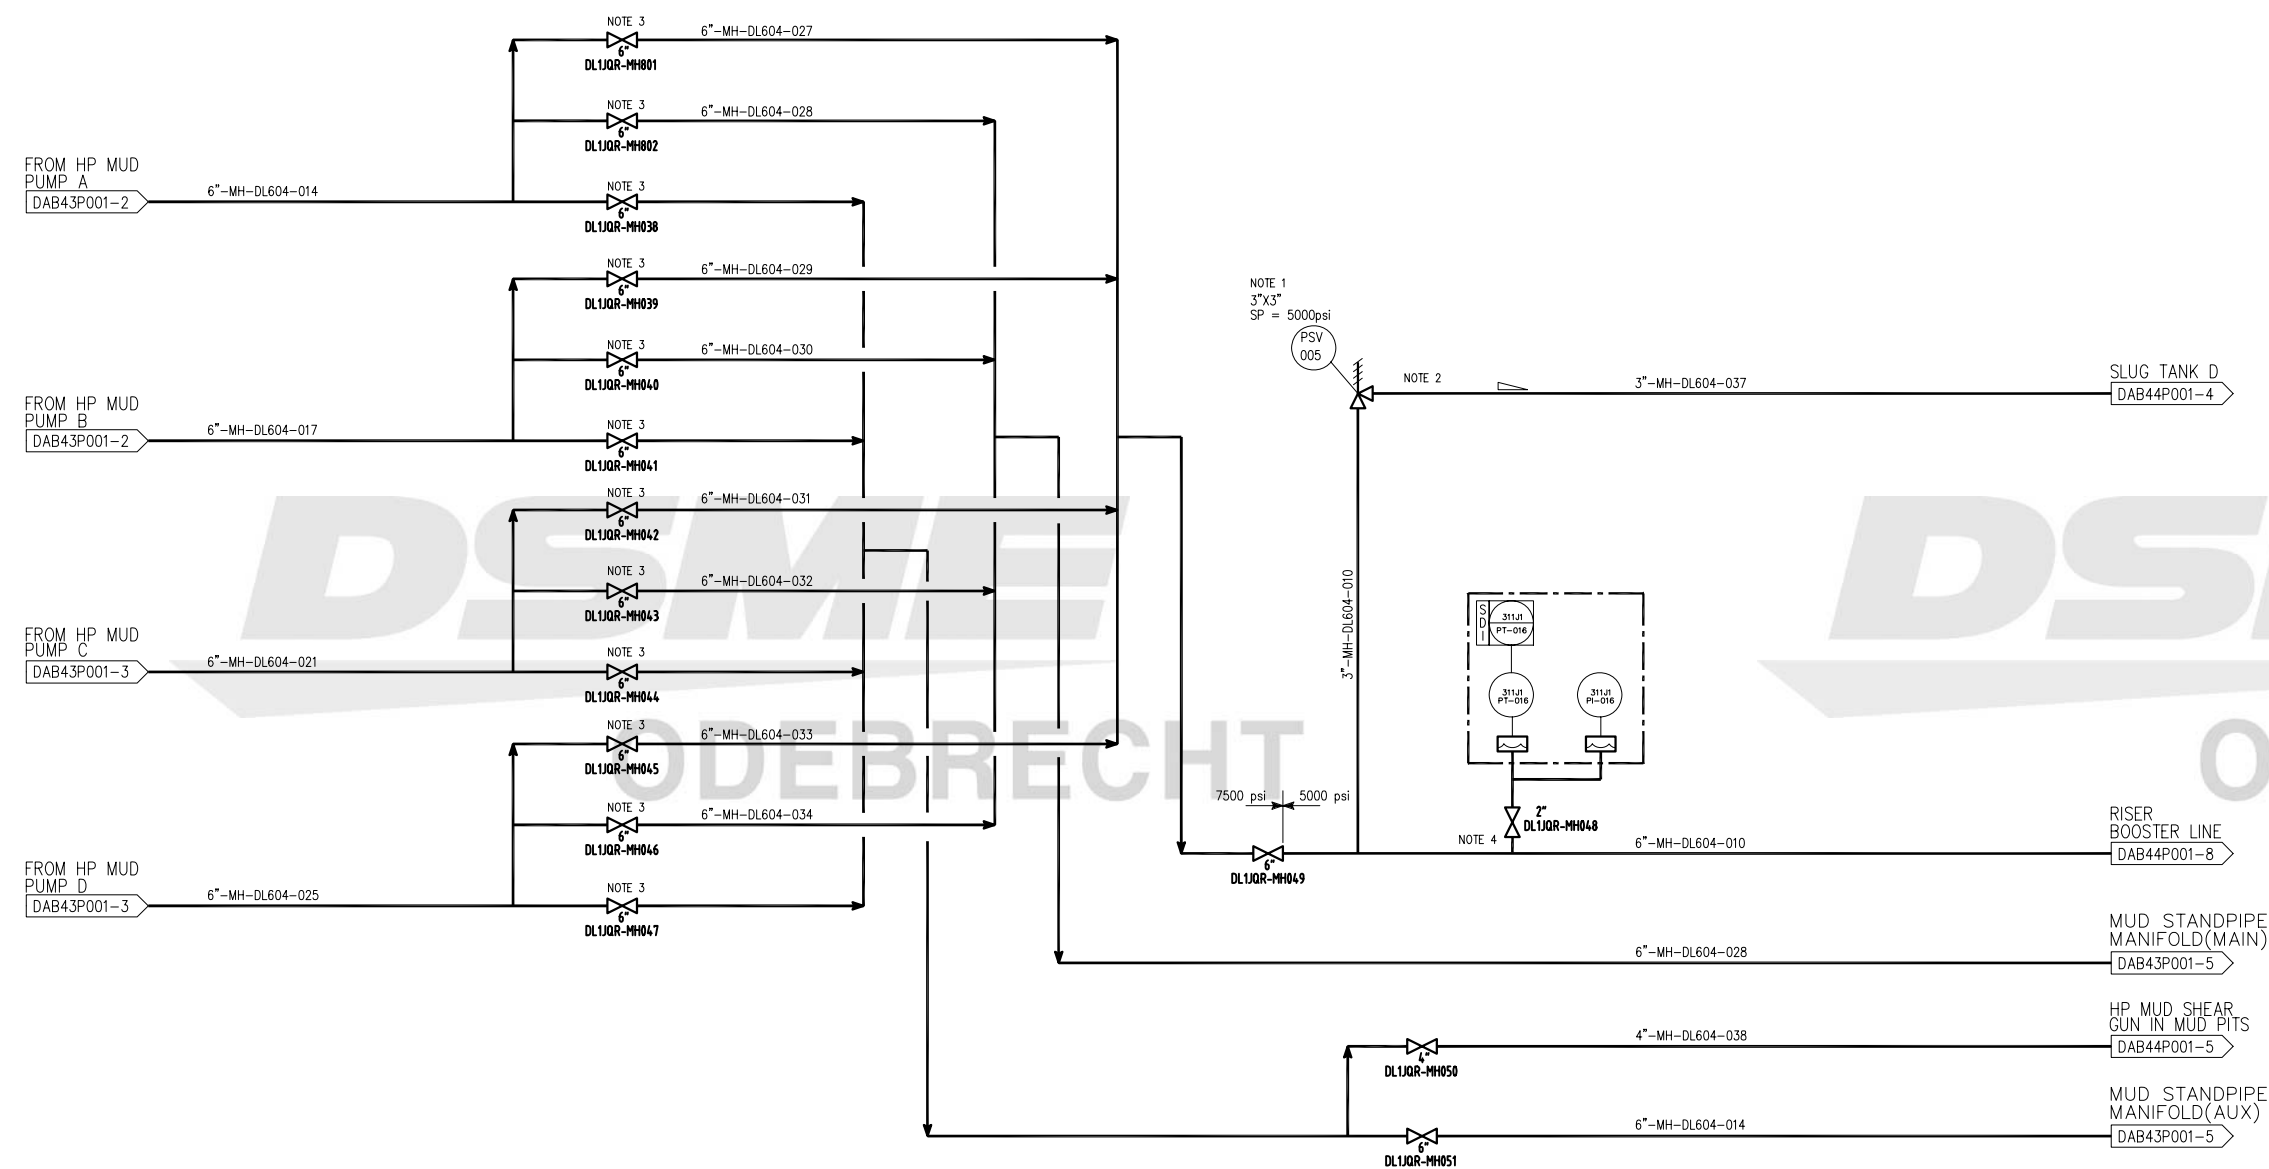 NOTE 3
6"-MH-DL604-027
6"
DL1JQR-MH801
NOTE 3
6"-MH-DL604-028
6"
DL1JQR-MH802
FROM HP MUD
PUMP A
DAB43P001-2
6"-MH-DL604-014
NOTE 3
6"
DL1JQR-MH038
NOTE 3
6"-MH-DL604-029
6"
DL1JQR-MH039
NOTE 3
6"-MH-DL604-030
6"
DL1JQR-MH040
FROM HP MUD
PUMP B
DAB43P001-2
6"-MH-DL604-017
NOTE 3
6"
DL1JQR-MH041
NOTE 3
6"-MH-DL604-031
6"
DL1JQR-MH042
NOTE 3
6"-MH-DL604-032
6"
DL1JQR-MH043
FROM HP MUD
PUMP C
DAB43P001-3
6"-MH-DL604-021
NOTE 3
6"
DL1JQR-MH044
NOTE 3
6"-MH-DL604-033
6"
DL1JQR-MH045
NOTE 3
6"-MH-DL604-034
6"
DL1JQR-MH046
FROM HP MUD
PUMP D
DAB43P001-3
6"-MH-DL604-025
NOTE 3
6"
DL1JQR-MH047
NOTE 1
3"X3"
SP = 5000psi
PSV
005
NOTE 2
3"-MH-DL604-037
SLUG TANK D
DAB44P001-4
3"-MH-DL604-010
SDI
311J1
PT-016
311J1
PT-016
311J1
PI-016
2"
DL1JQR-MH048
7500 psi
5000 psi
6"
DL1JQR-MH049
NOTE 4
6"-MH-DL604-010
RISER
BOOSTER LINE
DAB44P001-8
6"-MH-DL604-028
MUD STANDPIPE
MANIFOLD(MAIN)
DAB43P001-5
4"
DL1JQR-MH050
4"-MH-DL604-038
HP MUD SHEAR
GUN IN MUD PITS
DAB44P001-5
6"
DL1JQR-MH051
6"-MH-DL604-014
MUD STANDPIPE
MANIFOLD(AUX)
DAB43P001-5
DSME
ODEBRECHT
DS
O